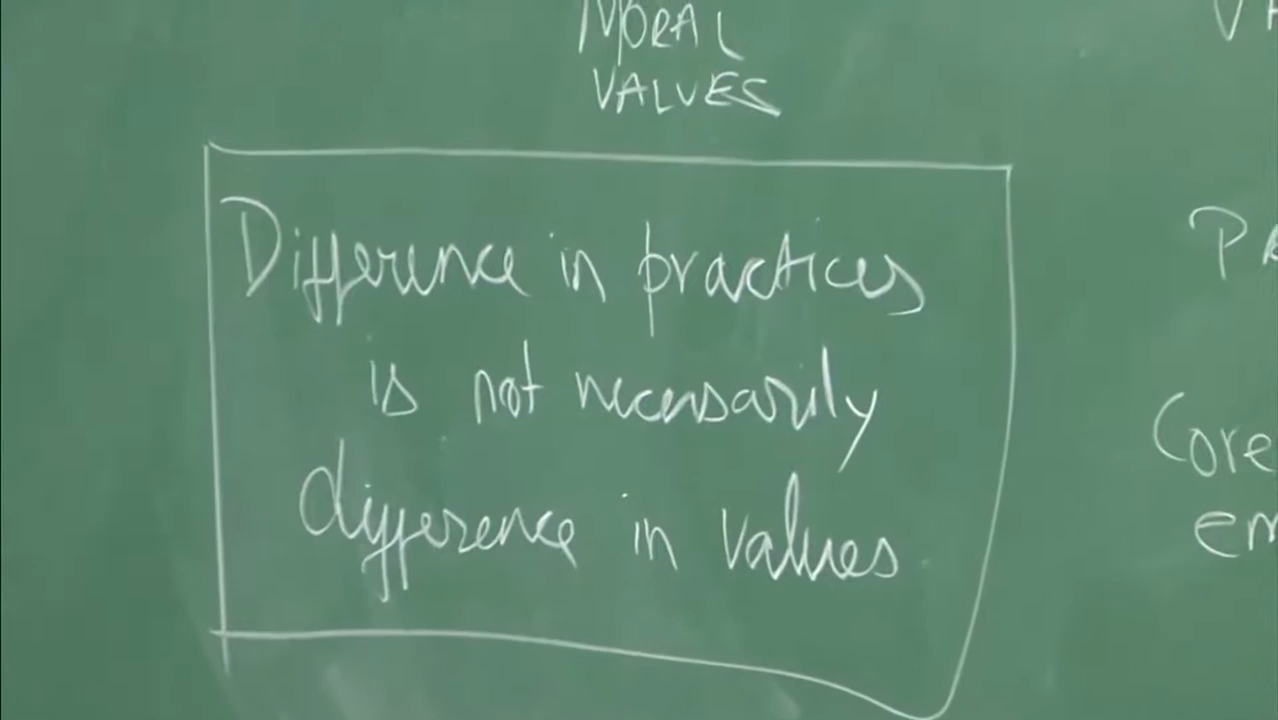 MORAL
VALUES
Difference in practices
is not necessarily
difference in values
Core